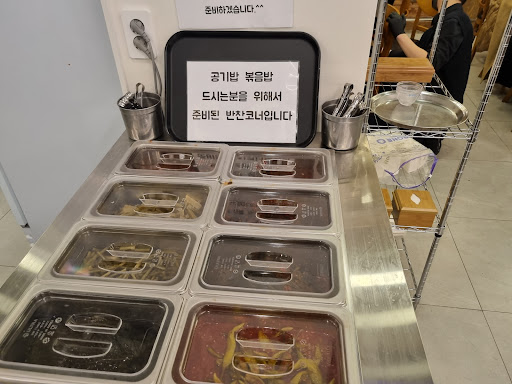 준비하겠습니다.^^
공기밥 볶음밥
드시는분을 위해서
준비된 반찬코너입니다